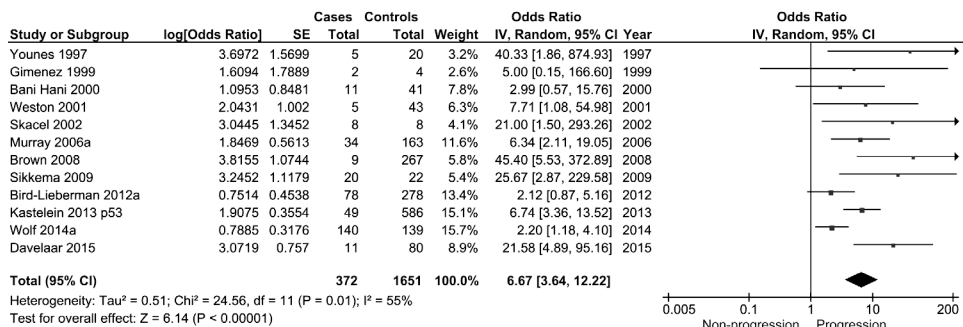 Cases Controls Odds Ratio Odds Ratio
Study or Subgroup log[Odds Ratio] SE Total Total Weight IV, Random, 95% CI Year IV, Random, 95% CI
Younes 1997 3.6972 1.5699 5 20 3.2% 40.33 [1.86, 874.93] 1997
Gimenez 1999 1.6094 1.7889 2 4 2.6% 5.00 [0.15, 166.60] 1999
Bani Hani 2000 1.0953 0.8481 11 41 7.8% 2.99 [0.57, 15.76] 2000
Weston 2001 2.0431 1.002 5 43 6.4% 7.71 [1.08, 54.98] 2001
Skacel 2002 3.0445 1.3452 8 8 4.1% 21.00 [1.50, 293.26] 2002
Murray 2006a 1.8469 0.5613 34 163 11.6% 6.34 [2.11, 19.05] 2006
Brown 2008 3.8155 1.0744 9 267 5.8% 45.40 [5.53, 372.89] 2008
Sikkema 2009 3.2452 1.1179 20 22 5.5% 25.67 [2.87, 229.58] 2009
Bird-Lieberman 2012a 0.7514 0.4538 78 278 13.4% 2.12 [0.87, 5.16] 2012
Kastelein 2013 p53 1.9075 0.3554 49 586 15.1% 6.74 [3.36, 13.52] 2013
Wolf 2014a 0.7885 0.3176 140 139 15.7% 2.20 [1.18, 4.10] 2014
Davelaar 2015 3.0719 0.757 11 80 8.9% 21.58 [4.89, 95.16] 2015
Total (95% CI) 372 1651 100.0% 6.67 [3.64, 12.22]
Heterogeneity: Tau² = 0.51; Chi² = 24.56, df = 11 (P = 0.01); I² = 55%
Test for overall effect: Z = 6.14 (P < 0.00001)
0.005 0.1 1 10 200
Non-progression Progression